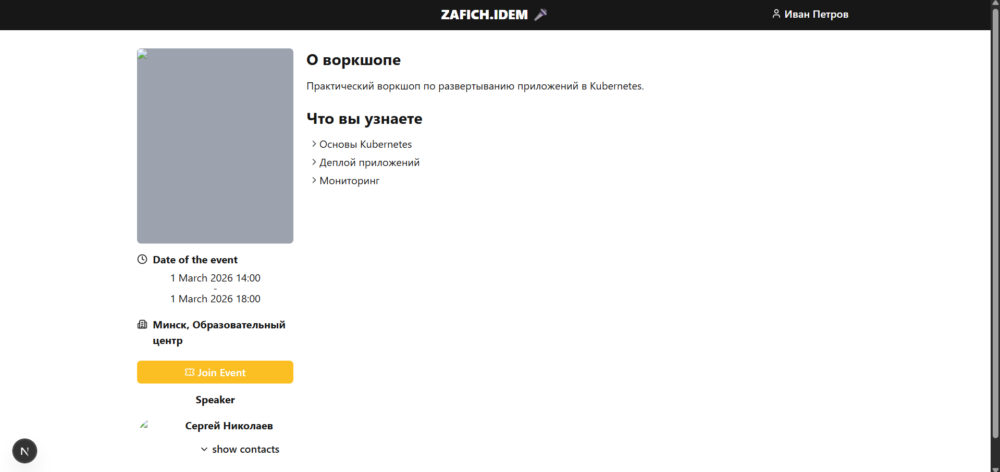 ZAFICH.IDEM
Иван Петров
О воркшопе
Практический воркшоп по развертыванию приложений в Kubernetes.
Что вы узнаете
Основы Kubernetes
Деплой приложений
Мониторинг
Date of the event
1 March 2026 14:00
-
1 March 2026 18:00
Минск, Образовательный
центр
Join Event
Speaker
Сергей Николаев
show contacts
N